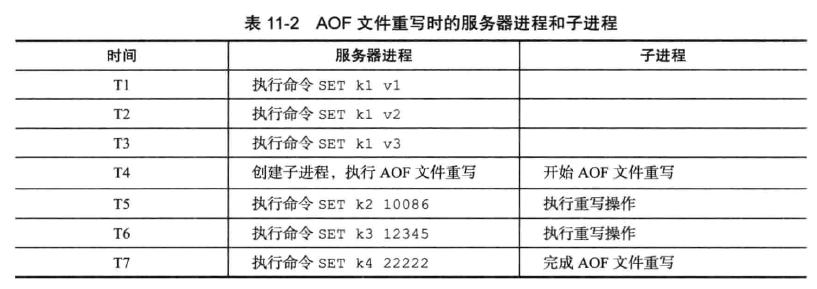 表 11-2 AOF 文件重写时的服务器进程和子进程
时间 服务器进程 子进程
T1 执行命令 SET k1 v1
T2 执行命令 SET k1 v2
T3 执行命令 SET k1 v3
T4 创建子进程，执行 AOF 文件重写 开始 AOF 文件重写
T5 执行命令 SET k2 10086 执行重写操作
T6 执行命令 SET k3 12345 执行重写操作
T7 执行命令 SET k4 22222 完成 AOF 文件重写